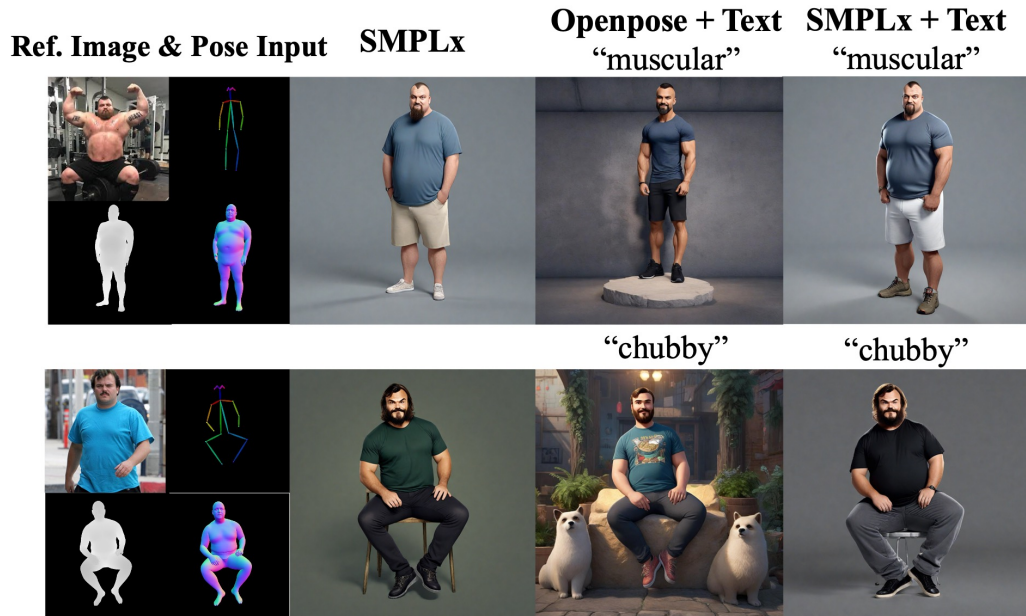 Ref. Image & Pose Input
SMPLx
Openpose + Text
"muscular"
SMPLx + Text
"muscular"
"chubby"
"chubby"